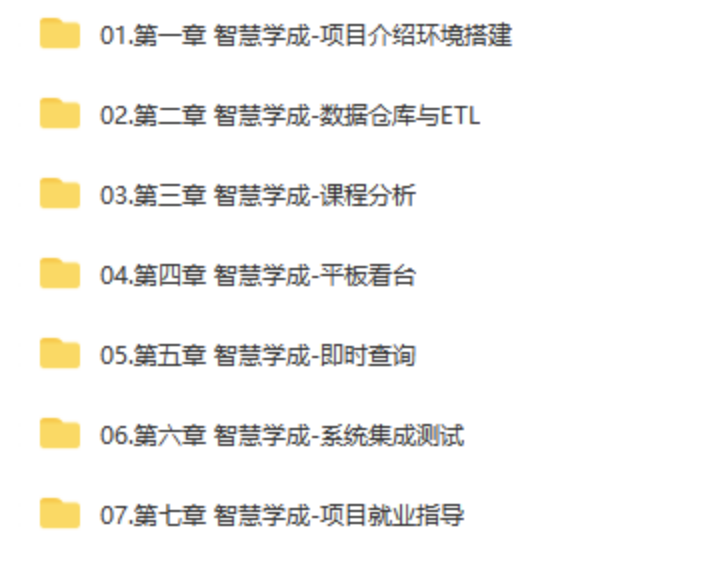 01.第一章 智慧学成-项目介绍环境搭建
02.第二章 智慧学成-数据仓库与ETL
03.第三章 智慧学成-课程分析
04.第四章 智慧学成-平板看台
05.第五章 智慧学成-即时查询
06.第六章 智慧学成-系统集成测试
07.第七章 智慧学成-项目就业指导